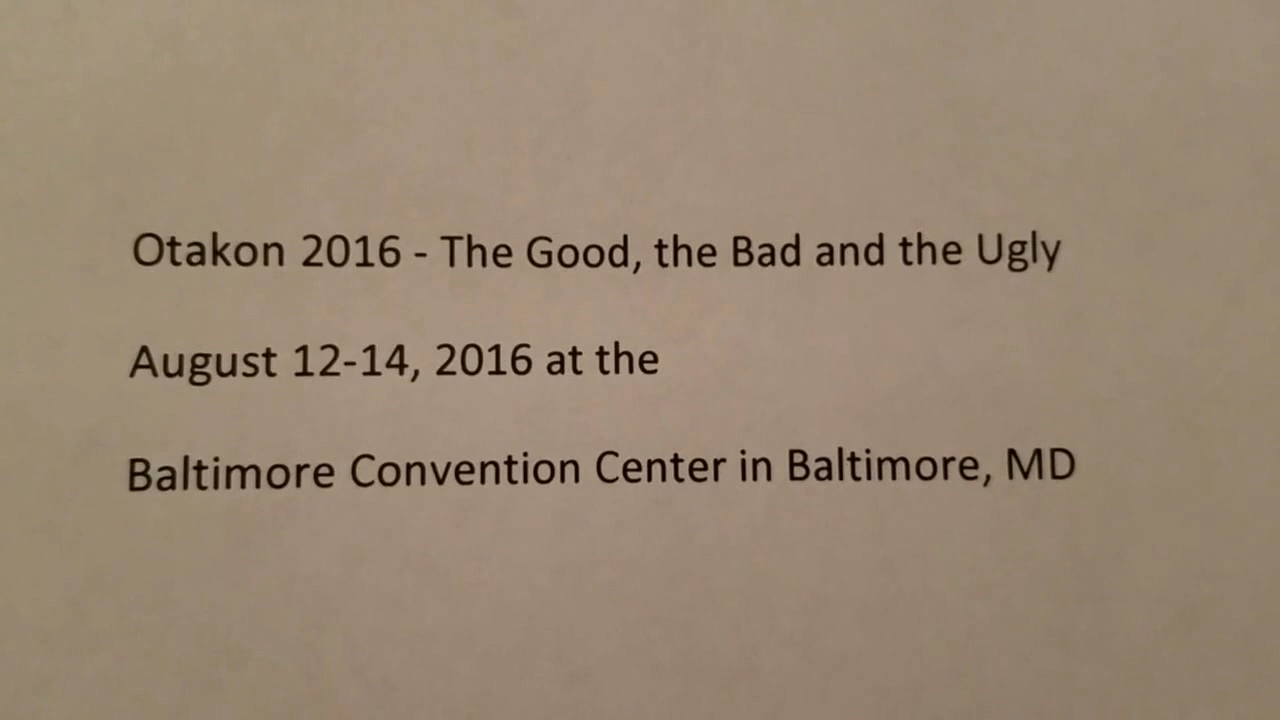 Otakon 2016 - The Good, the Bad and the Ugly
August 12-14, 2016 at the
Baltimore Convention Center in Baltimore, MD